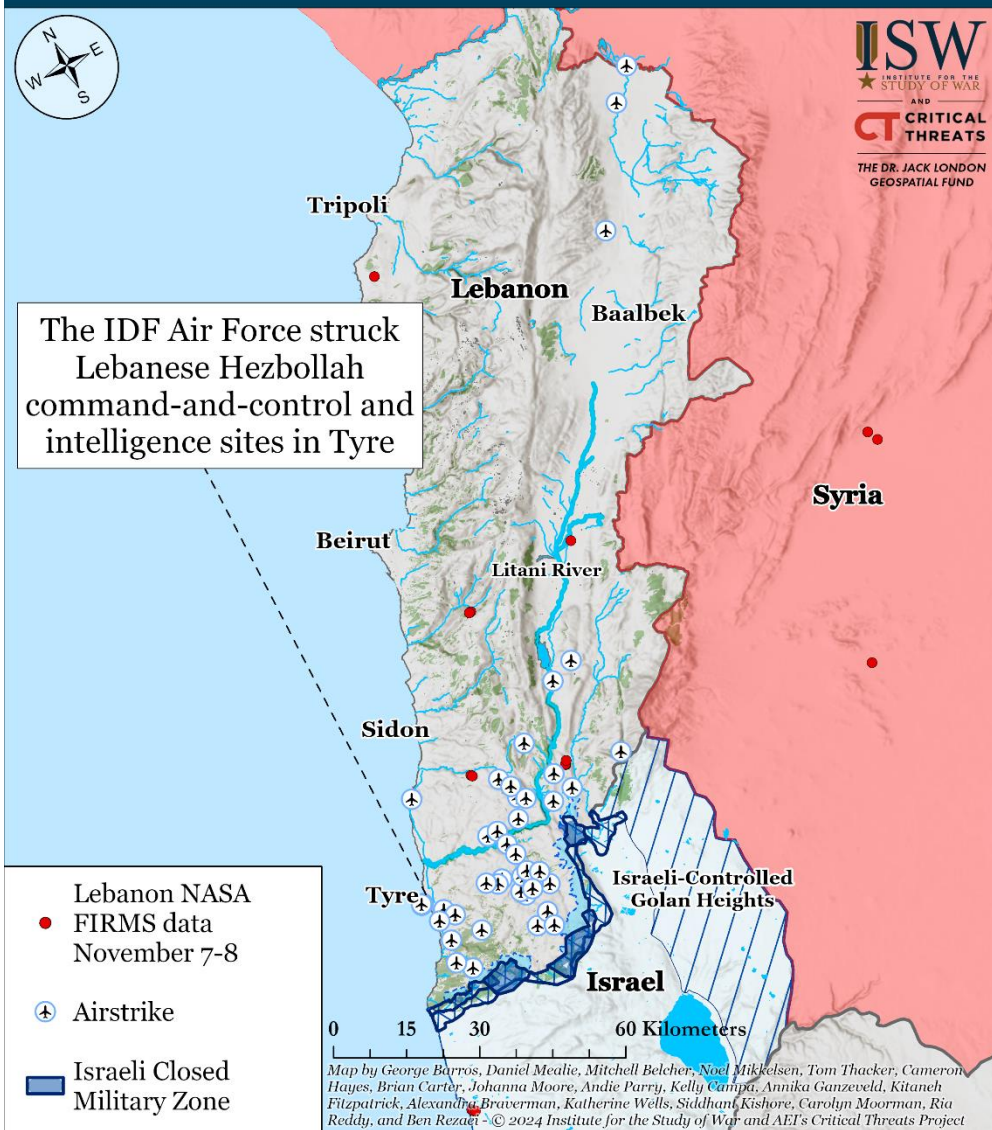 N
E
W
S
ISW
INSTITUTE FOR THE
STUDY OF WAR
AND
CT CRITICAL
THREATS
THE DR. JACK LONDON
GEOSPATIAL FUND
Tripoli
Lebanon
Baalbek
The IDF Air Force struck
Lebanese Hezbollah
command-and-control and
intelligence sites in Tyre
Syria
Beirut
Litani River
Sidon
Tyre
Israeli-Controlled
Golan Heights
Israel
Lebanon NASA
FIRMS data
November 7-8
Airstrike
Israeli Closed
Military Zone
0 15 30 60 Kilometers
Map by George Barros, Daniel Mealie, Mitchell Belcher, Noel Mikkelsen, Tom Thacker, Cameron
Hayes, Brian Carter, Johanna Moore, Andie Parry, Kelly Campa, Annika Ganzeveld, Kitaneh
Fitzpatrick, Alexandra Braverman, Katherine Wells, Siddhant Kishore, Carolyn Moorman, Ria
Reddy, and Ben Rezaei - © 2024 Institute for the Study of War and AEI's Critical Threats Project